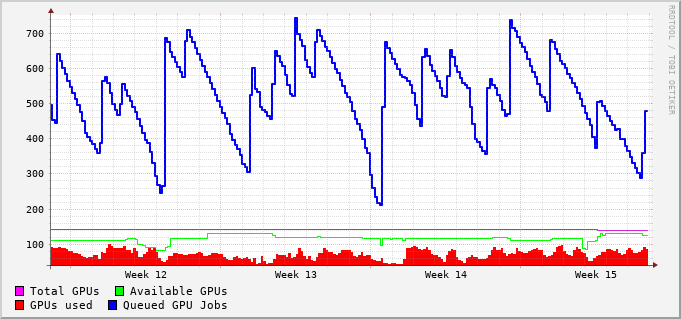 RRDTOOL / TOBI OETIKER
700
600
500
400
300
200
100
Week 12 Week 13 Week 14 Week 15
Total GPUs Available GPUs
GPUs used Queued GPU Jobs